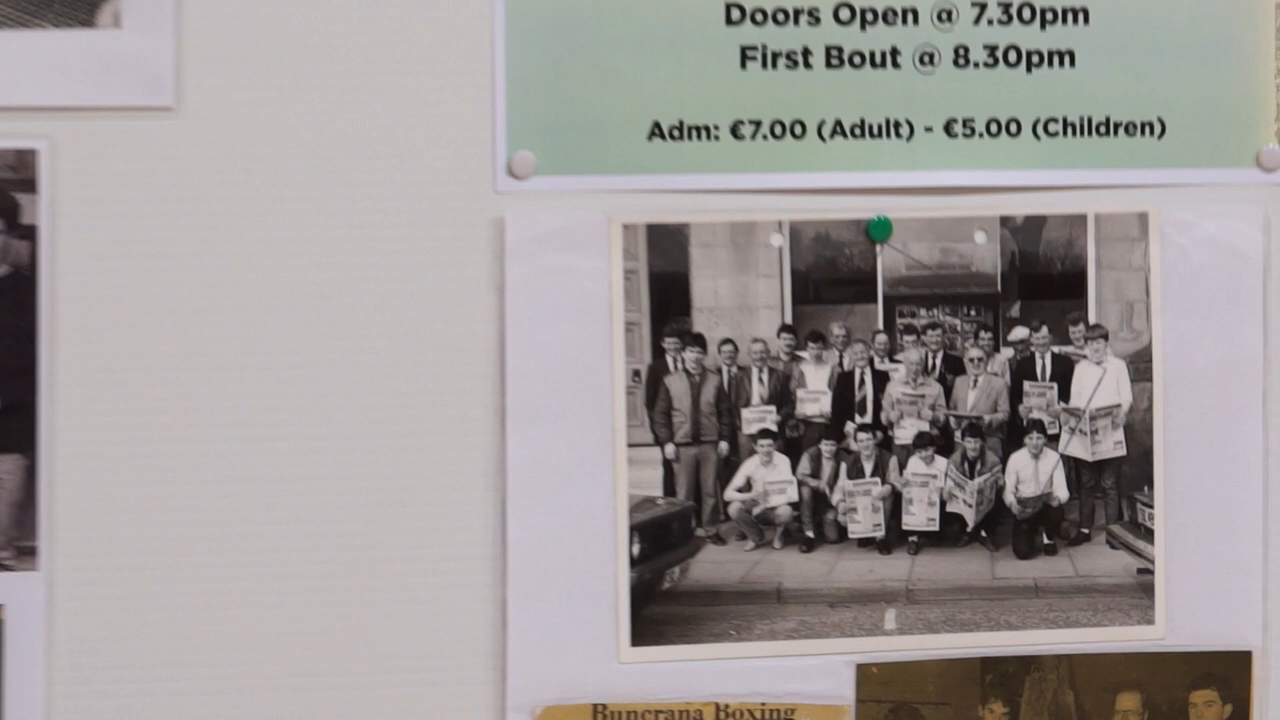 Doors Open @ 7.30pm
First Bout @ 8.30pm
Adm: €7.00 (Adult) - €5.00 (Children)
Buncrana Boxing